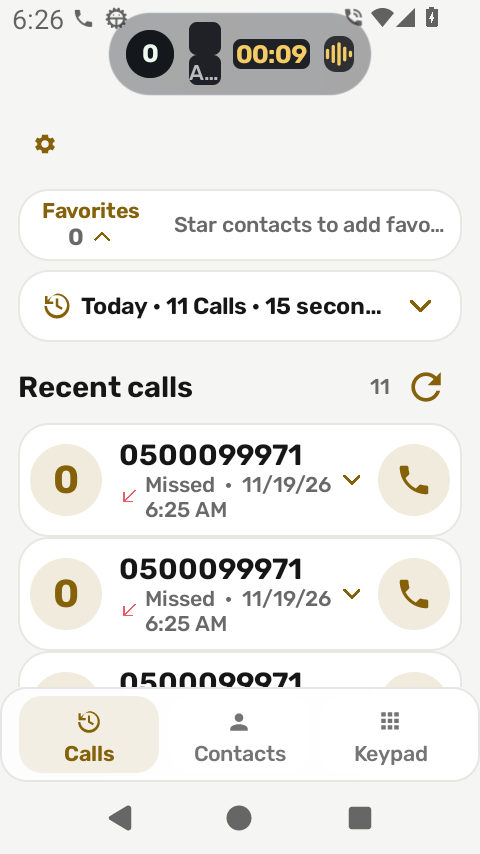 6:26
0
A...
00:09
Favorites
0
Star contacts to add favo...
Today • 11 Calls • 15 secon...
Recent calls
11
0
0500099971
Missed • 11/19/26
6:25 AM
0
0500099971
Missed • 11/19/26
6:25 AM
0500099971
Calls
Contacts
Keypad